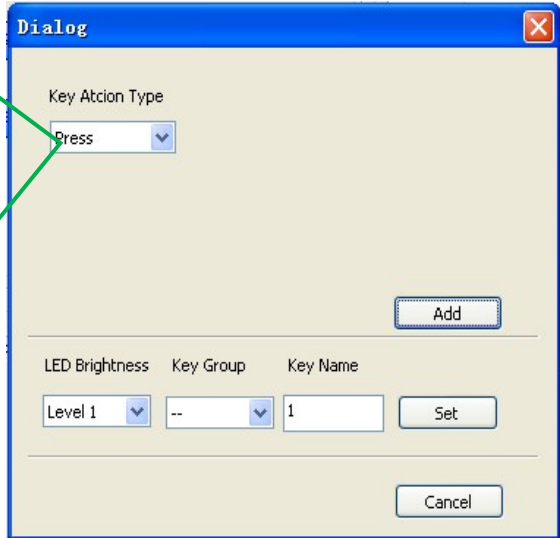 Dialog
Key Atcion Type
Press
Add
LED Brightness Key Group Key Name
Level 1 -- 1 Set
Cancel